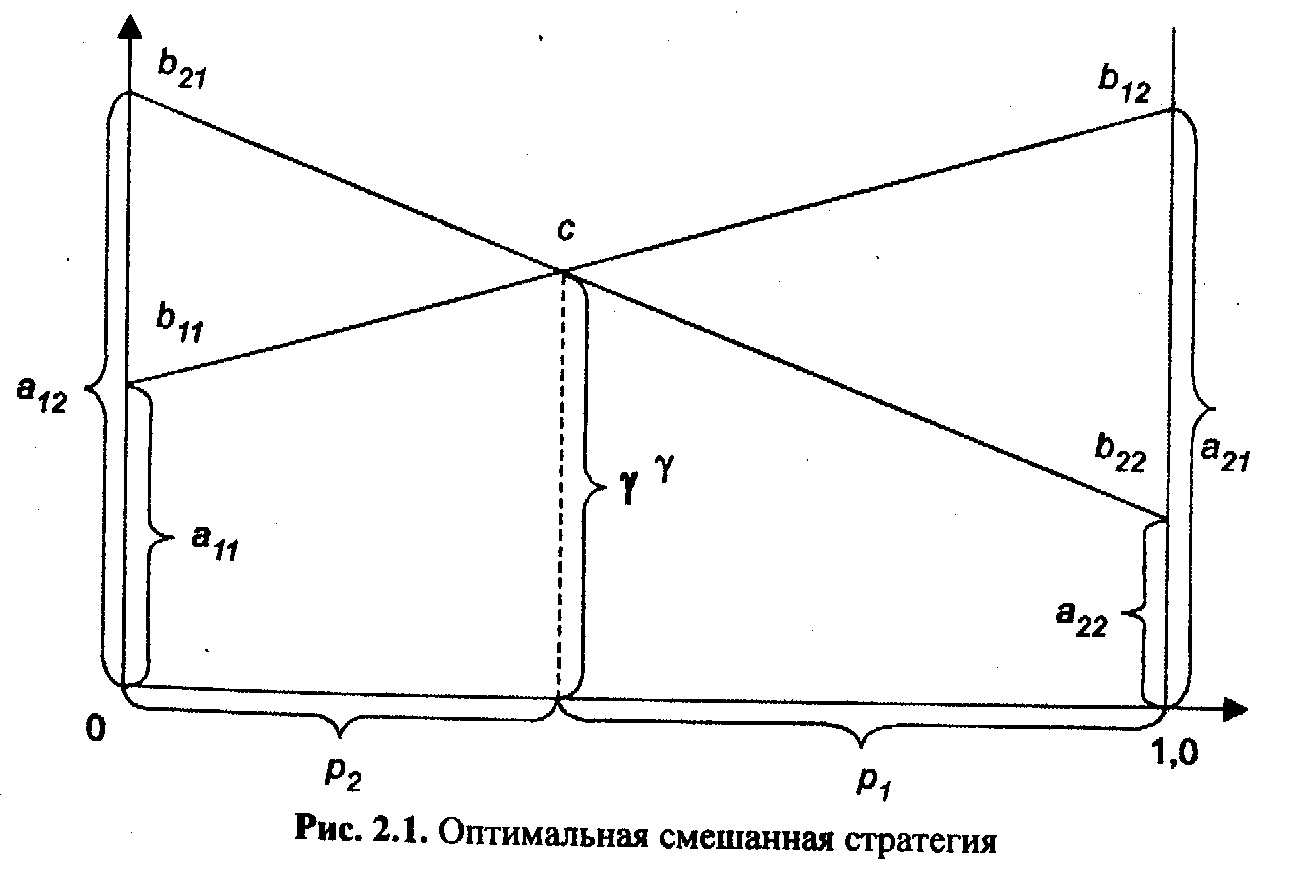 b21
b12
c
b11
a12
b22
γ γ
a21
a11
a22
0
1,0
p2
p1
Рис. 2.1. Оптимальная смешанная стратегия